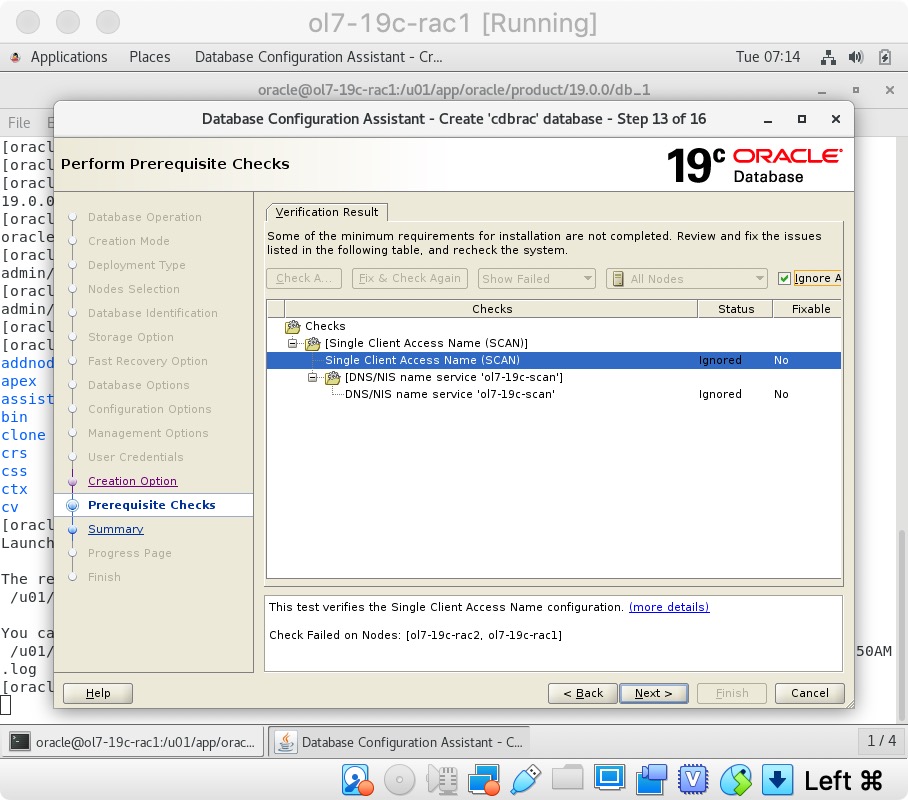 ol7-19c-rac1 [Running]
Applications Places Database Configuration Assistant - Cr... Tue 07:14
oracle@ol7-19c-rac1:/u01/app/oracle/product/19.0.0/db_1
File E
Database Configuration Assistant - Create 'cdbrac' database - Step 13 of 16
Perform Prerequisite Checks
19c ORACLE
Database
[oracl
[oracl
[oracl
19.0.0
[oracl
oracle
[oracl
admin/
[oracl
admin/
[oracl
[oracl
addnod
apex
assist
bin
clone
crs
css
ctx
cv
[oracl
Launch
The re
/u01/
You ca
/u01/ 50AM
.log
[oracl
Database Operation
Creation Mode
Deployment Type
Nodes Selection
Database Identification
Storage Option
Fast Recovery Option
Database Options
Configuration Options
Management Options
User Credentials
Creation Option
Prerequisite Checks
Summary
Progress Page
Finish
Verification Result
Some of the minimum requirements for installation are not completed. Review and fix the issues
listed in the following table, and recheck the system.
Check A... Fix & Check Again Show Failed All Nodes Ignore A
Checks Status Fixable
Checks
[Single Client Access Name (SCAN)]
Single Client Access Name (SCAN) Ignored No
[DNS/NIS name service 'ol7-19c-scan']
DNS/NIS name service 'ol7-19c-scan' Ignored No
This test verifies the Single Client Access Name configuration. (more details)
Check Failed on Nodes: [ol7-19c-rac2, ol7-19c-rac1]
Help < Back Next > Finish Cancel
oracle@ol7-19c-rac1:/u01/app/orac... Database Configuration Assistant - C... 1 / 4
Left ⌘